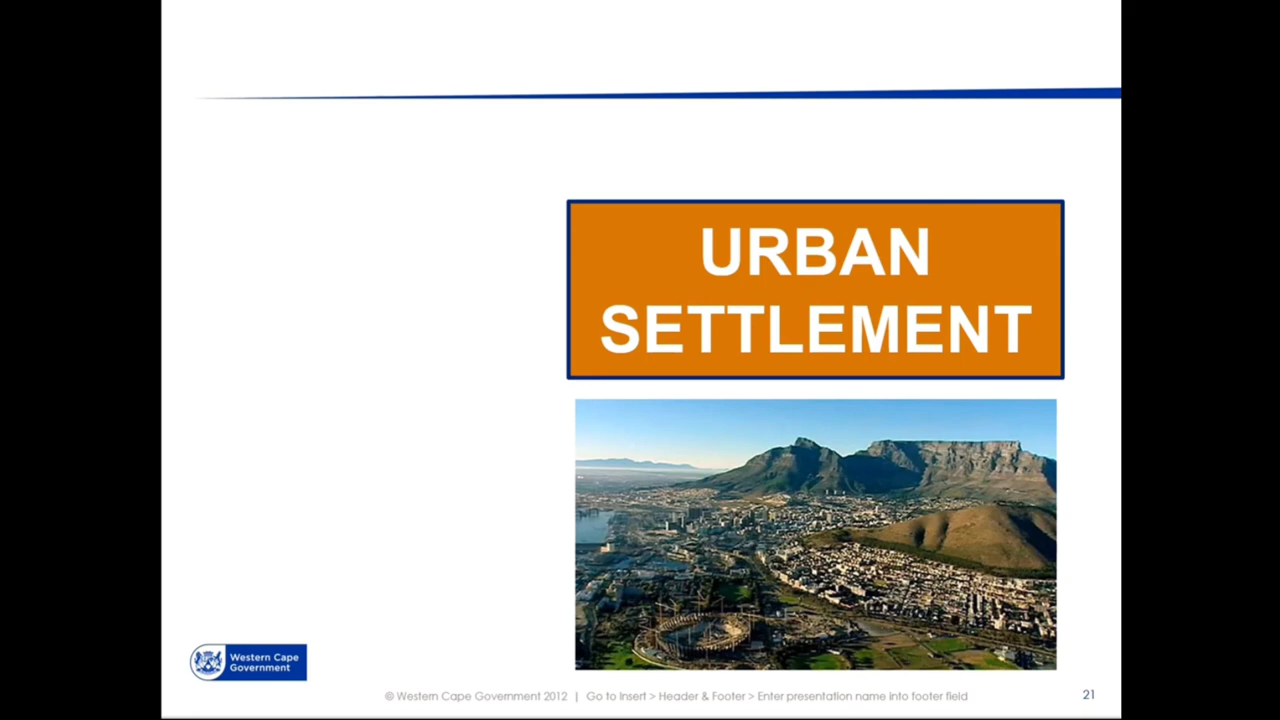 URBAN
SETTLEMENT
Western Cape
Government
© Western Cape Government 2012 | Go to Insert > Header & Footer > Enter presentation name into footer field
21